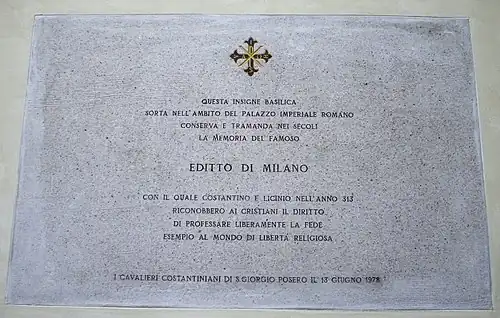 QUESTA INSIGNE BASILICA
SORTA NELL'AMBITO DEL PALAZZO IMPERIALE ROMANO
CONSERVA E TRAMANDA NEI SECOLI
LA MEMORIA DEL FAMOSO
EDITTO DI MILANO
CON IL QUALE COSTANTINO E LICINIO NELL'ANNO 313
RICONOBBERO AI CRISTIANI IL DIRITTO
DI PROFESSARE LIBERAMENTE LA FEDE
ESEMPIO AL MONDO DI LIBERTÀ RELIGIOSA
I CAVALIERI COSTANTINIANI DI S. GIORGIO POSERO IL 13 GIUGNO 1978